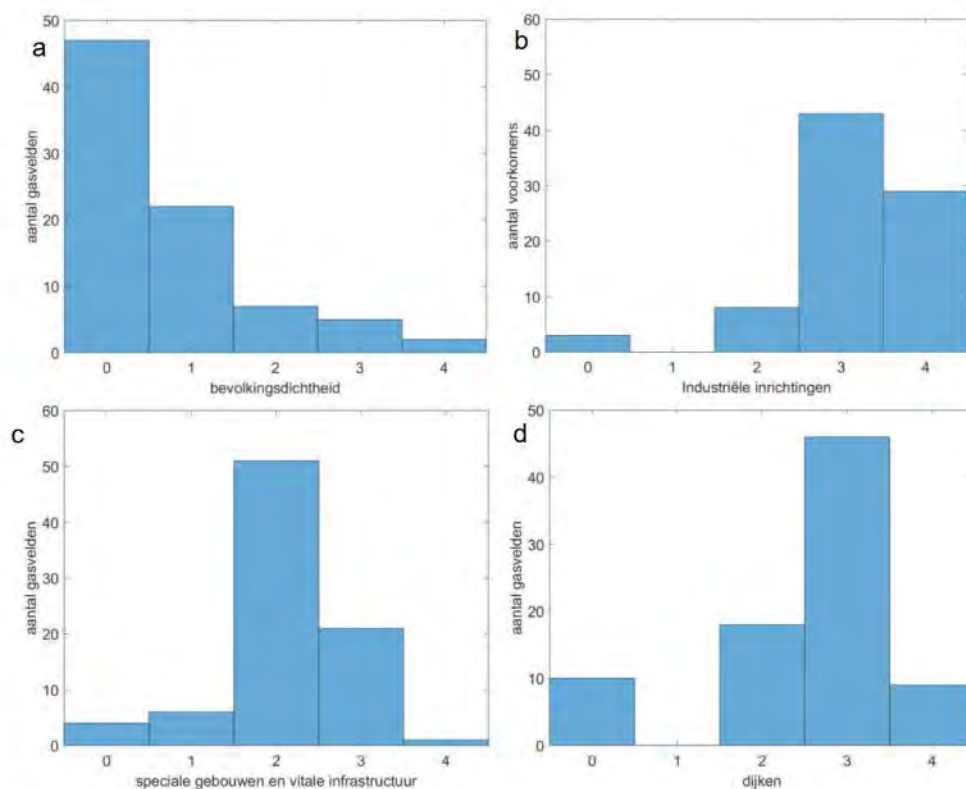 a
50
40
30
20
10
0
aantal gasvelden
0 1 2 3 4
bevolkingsdichtheid
b
60
50
40
30
20
10
0
aantal voorkomens
0 1 2 3 4
Industriële inrichtingen
c
60
50
40
30
20
10
0
aantal gasvelden
0 1 2 3 4
speciale gebouwen en vitale infrastructuur
d
50
40
30
20
10
0
aantal gasvelden
0 1 2 3 4
dijken